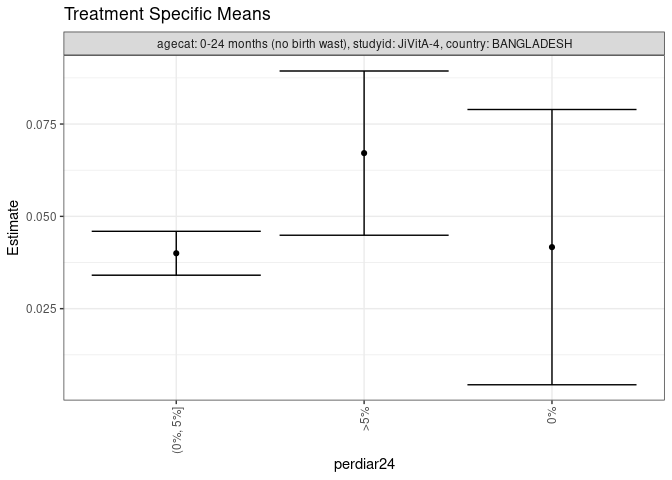 Treatment Specific Means
agecat: 0-24 months (no birth wast), studyid: JiVitA-4, country: BANGLADESH
0.075
0.050
0.025
Estimate
(0%, 5%]
>5%
0%
perdiar24